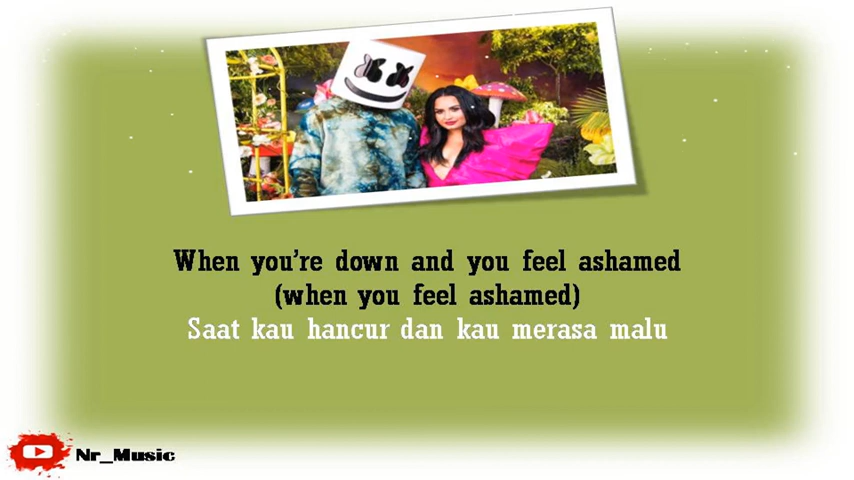 When you're down and you feel ashamed
(when you feel ashamed)
Saat kau hancur dan kau merasa malu
Nr_Music